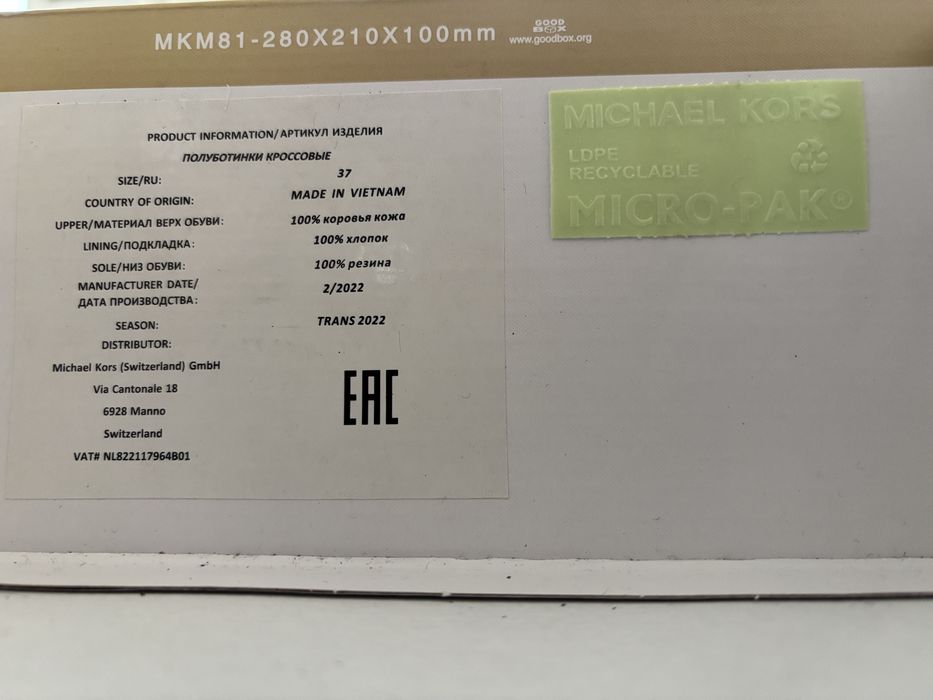 MKM81-280X210X100mm
GOOD
BOX
www.goodbox.org
PRODUCT INFORMATION/АРТИКУЛ ИЗДЕЛИЯ
ПОЛУБОТИНКИ КРОССОВЫЕ
SIZE/RU: 37
COUNTRY OF ORIGIN: MADE IN VIETNAM
UPPER/МАТЕРИАЛ ВЕРХ ОБУВИ: 100% коровья кожа
LINING/ПОДКЛАДКА: 100% хлопок
SOLE/НИЗ ОБУВИ: 100% резина
MANUFACTURER DATE/
ДАТА ПРОИЗВОДСТВА: 2/2022
SEASON: TRANS 2022
DISTRIBUTOR:
Michael Kors (Switzerland) GmbH
Via Cantonale 18
6928 Manno
Switzerland
VAT# NL822117964B01
EAC
MICHAEL KORS
LDPE
RECYCLABLE
MICRO-PAK®